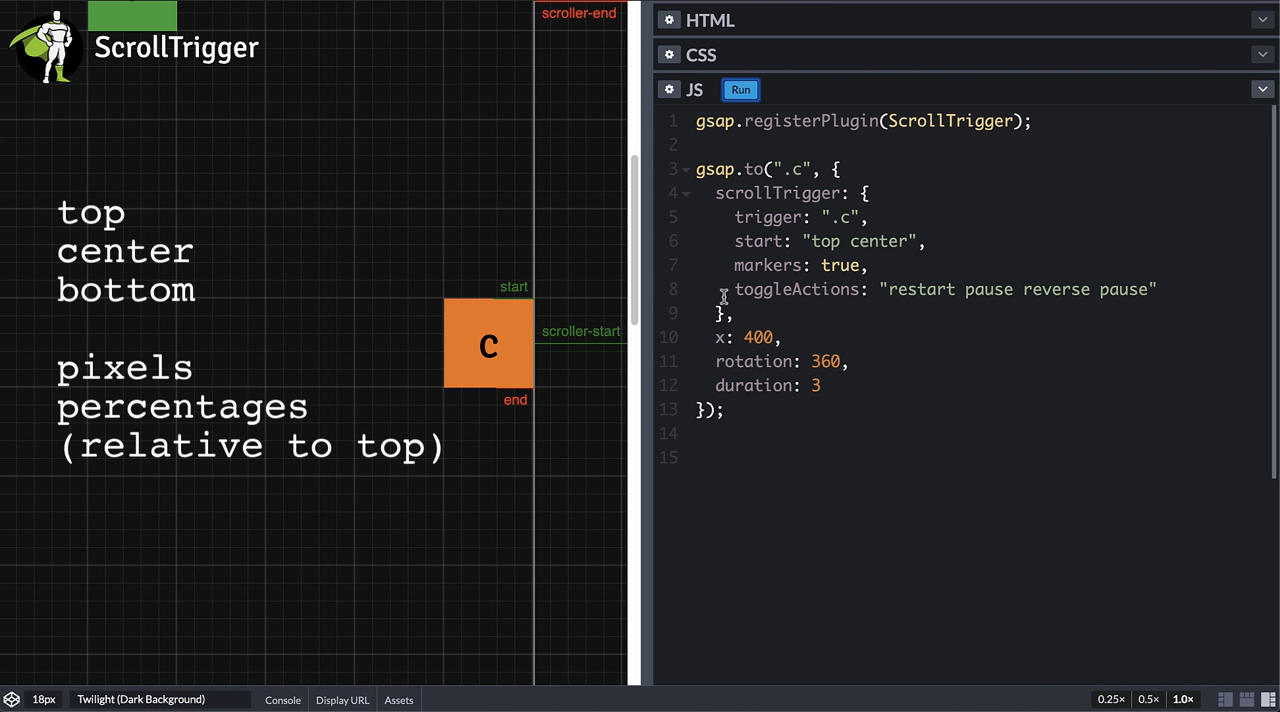 scroller-end
ScrollTrigger
top
center
bottom
pixels
percentages
(relative to top)
start
C
scroller-start
end
HTML
CSS
JS Run
1 gsap.registerPlugin(ScrollTrigger);
2
3 gsap.to(".c", {
4 scrollTrigger: {
5 trigger: ".c",
6 start: "top center",
7 markers: true,
8 toggleActions: "restart pause reverse pause"
9 },
10 x: 400,
11 rotation: 360,
12 duration: 3
13 });
14
15
18px Twilight (Dark Background) Console Display URL Assets 0.25× 0.5× 1.0×